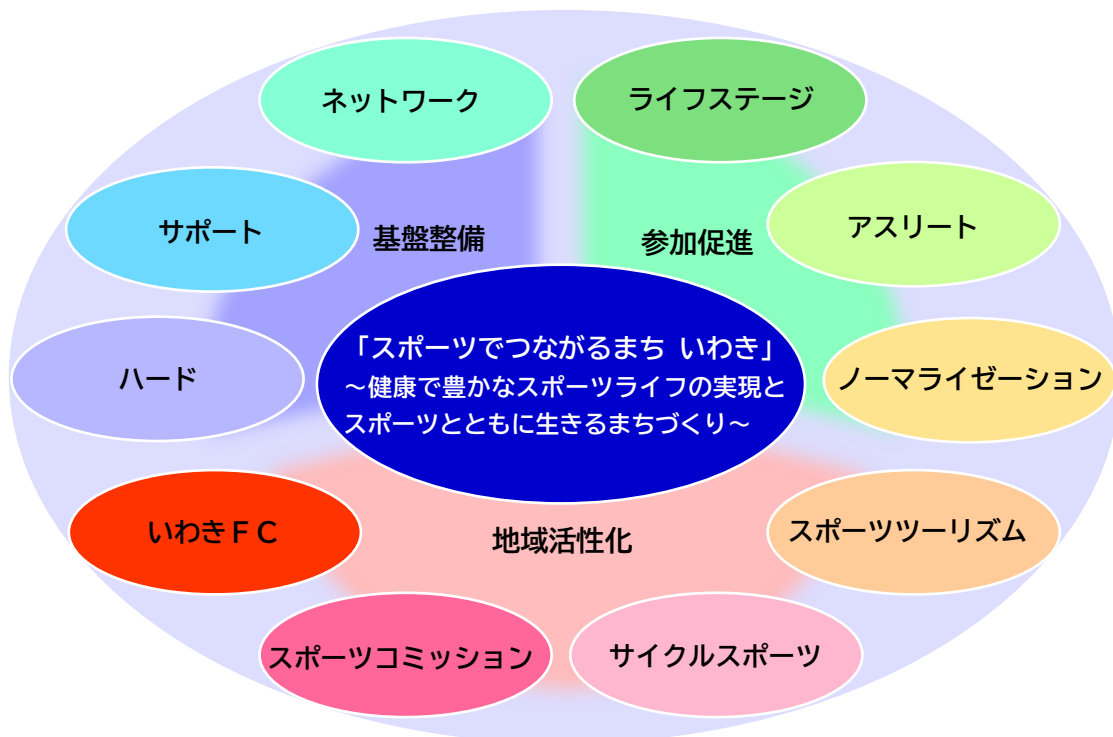 ネットワーク
ライフステージ
サポート
アスリート
基盤整備
参加促進
「スポーツでつながるまち いわき」
～健康で豊かなスポーツライフの実現と
スポーツとともに生きるまちづくり～
ハード
ノーマライゼーション
いわきＦＣ
スポーツツーリズム
地域活性化
スポーツコミッション
サイクルスポーツ